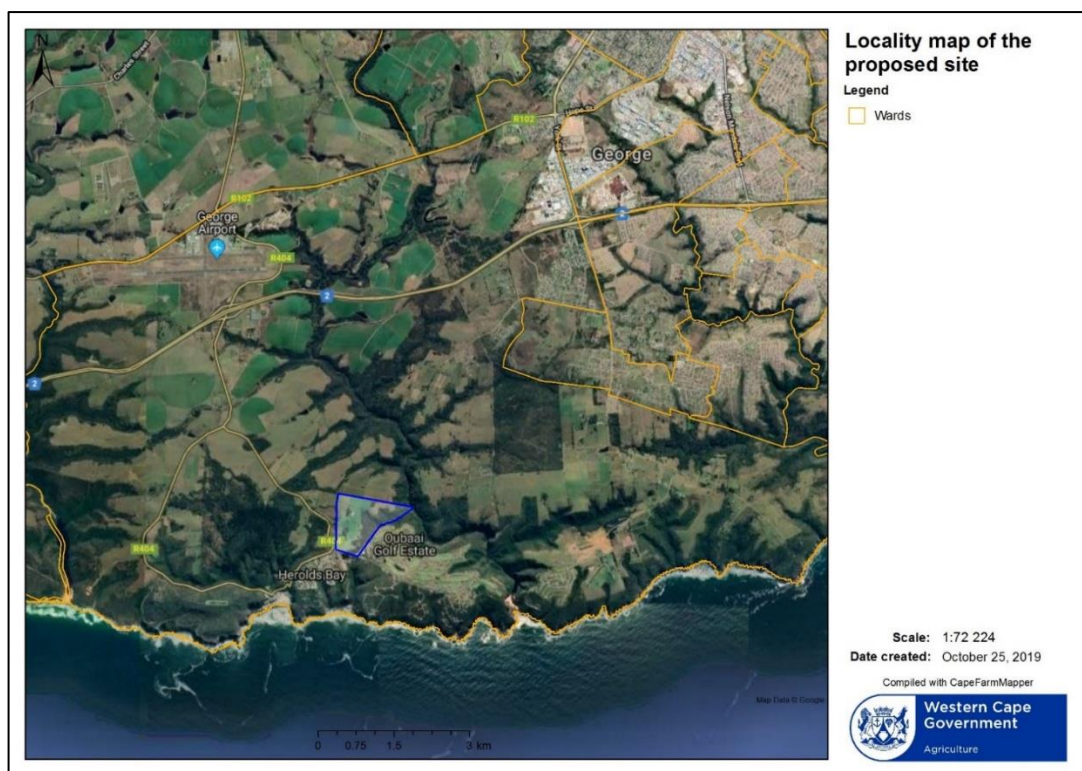 Locality map of the
proposed site
Legend
Wards
N
Charles Street
R102
George
R102
George
Airport
R404
2
2
2
Oubaai
Golf Estate
R404
R404
Herolds Bay
Map Data © Google
0 0.75 1.5 3 km
Scale: 1:72 224
Date created: October 25, 2019
Compiled with CapeFarmMapper
Western Cape
Government
Agriculture